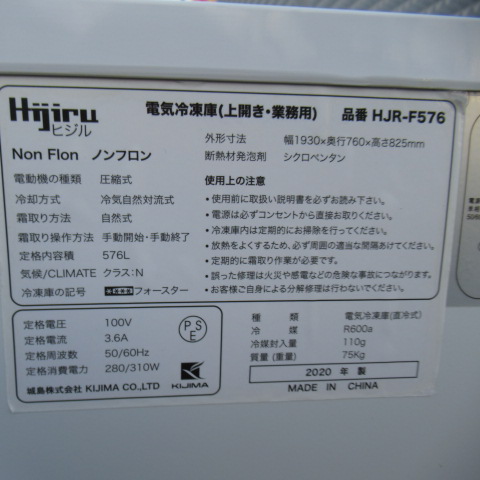 Hijiru
ヒジル
電気冷凍庫(上開き・業務用) 品番 HJR-F576
外形寸法 幅1930×奥行760×高さ825mm
断熱材発泡剤 シクロペンタン
Non Flon ノンフロン
電動機の種類 圧縮式
冷却方式 冷気自然対流式
霜取り方式 自然式
霜取り操作方式 手動開始・手動終了
定格内容積 576L
気候/CLIMATE クラス:N
冷凍庫の記号 フォースター
使用上の注意
・使用前に取扱い説明書を必ずお読み下さい。
・電源は必ずコンセントから直接お取りください。
・冷凍庫内は定期的にお掃除を行なってください。
・放熱をよくするため、必ず周囲の適当な間隔あけてください。
・定期的に霜取り作業が必要です。
・誤った修理は火災や感電などの危険な事故につながります。
・お客様ご自身による分解修理は行わないでください。
定格電圧 100V
定格電流 3.6A
定格周波数 50/60Hz
定格消費電力 280/310W
PSE
KIJIMA
城島株式会社 KIJIMA CO.,LTD
種類 電気冷凍庫(直冷式)
冷媒 R600a
冷媒封入量 110g
質量(重量) 75Kg
2020 年 製
MADE IN CHINA